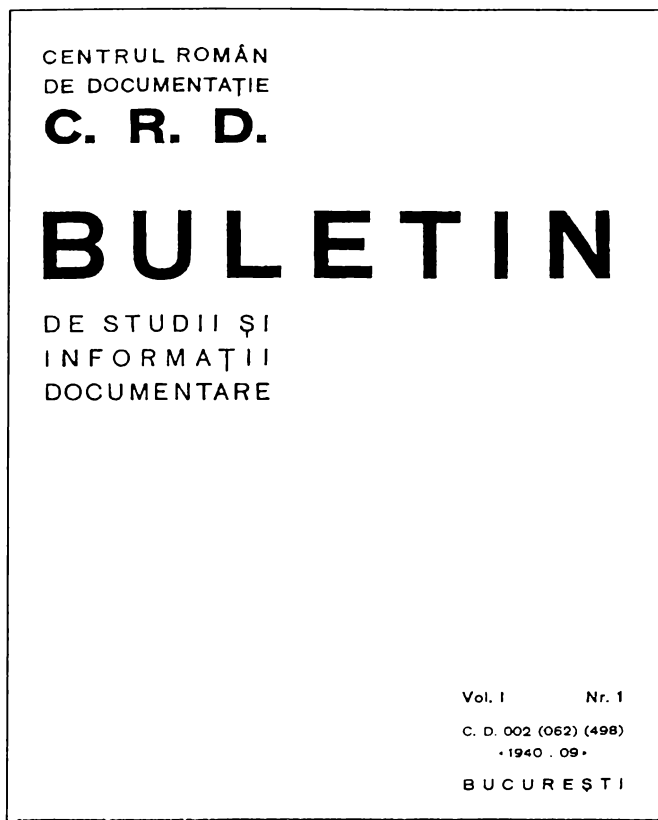 CENTRUL ROMÂN
DE DOCUMENTAȚIE
C. R. D.
BULETIN
DE STUDII ȘI
INFORMAȚII
DOCUMENTARE
Vol. I Nr. 1
C. D. 002 (062) (498)
« 1940 . 09 »
BUCUREȘTI